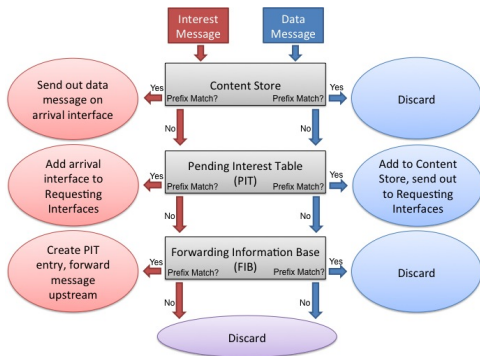 Interest
Message
Data
Message
Send out data
message on
arrival interface
Yes
Content Store
Prefix Match?
Prefix Match?
Yes
Discard
No
No
Add arrival
interface to
Requesting
Interfaces
Yes
Pending Interest Table
(PIT)
Prefix Match?
Prefix Match?
Yes
Add to Content
Store, send out
to Requesting
Interfaces
No
No
Create PIT
entry, forward
message
upstream
Yes
Forwarding Information Base
(FIB)
Prefix Match?
Prefix Match?
Yes
Discard
No
No
Discard